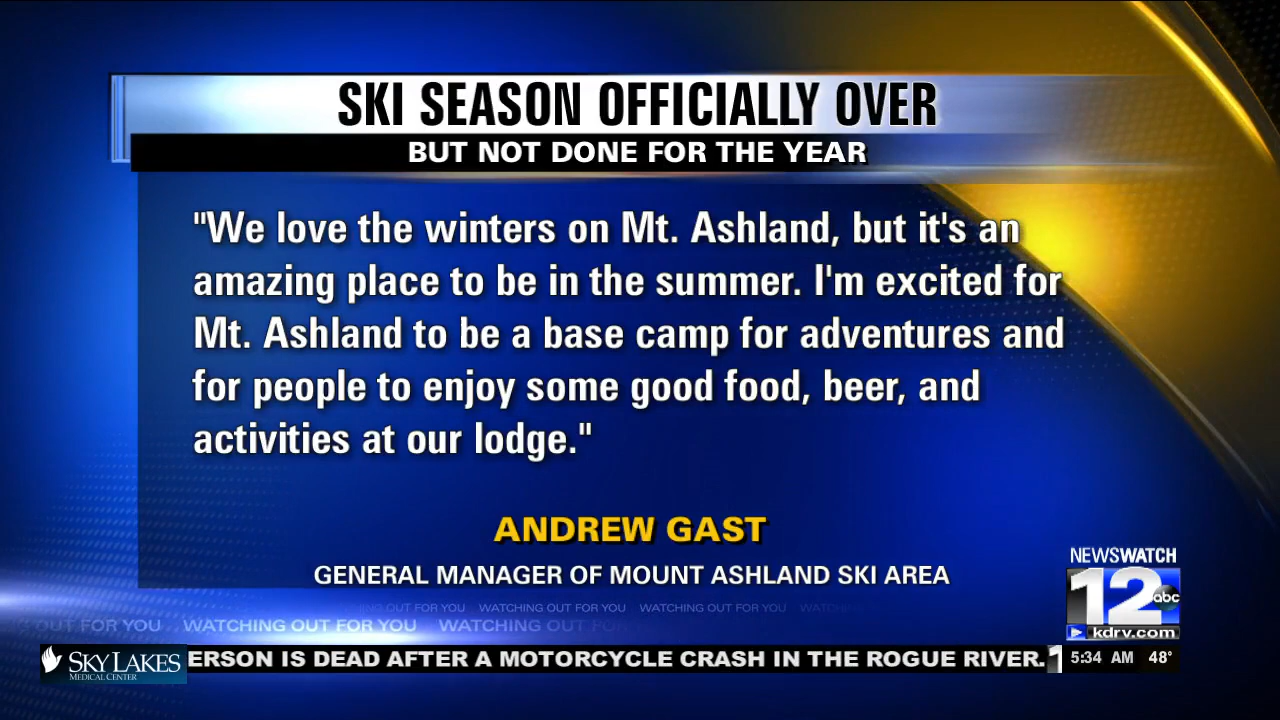 SKI SEASON OFFICIALLY OVER
BUT NOT DONE FOR THE YEAR
"We love the winters on Mt. Ashland, but it's an
amazing place to be in the summer. I'm excited for
Mt. Ashland to be a base camp for adventures and
for people to enjoy some good food, beer, and
activities at our lodge."
ANDREW GAST
GENERAL MANAGER OF MOUNT ASHLAND SKI AREA
NEWSWATCH
12 abc
kdrv.com
OUT FOR YOU WATCHING OUT FOR YOU WATCHING OUT FOR YOU
OUT FOR YOU WATCHING OUT FOR YOU WATCHING OUT FOR
SKY LAKES
MEDICAL CENTER
ERSON IS DEAD AFTER A MOTORCYCLE CRASH IN THE ROGUE RIVER.
5:34 AM 48°